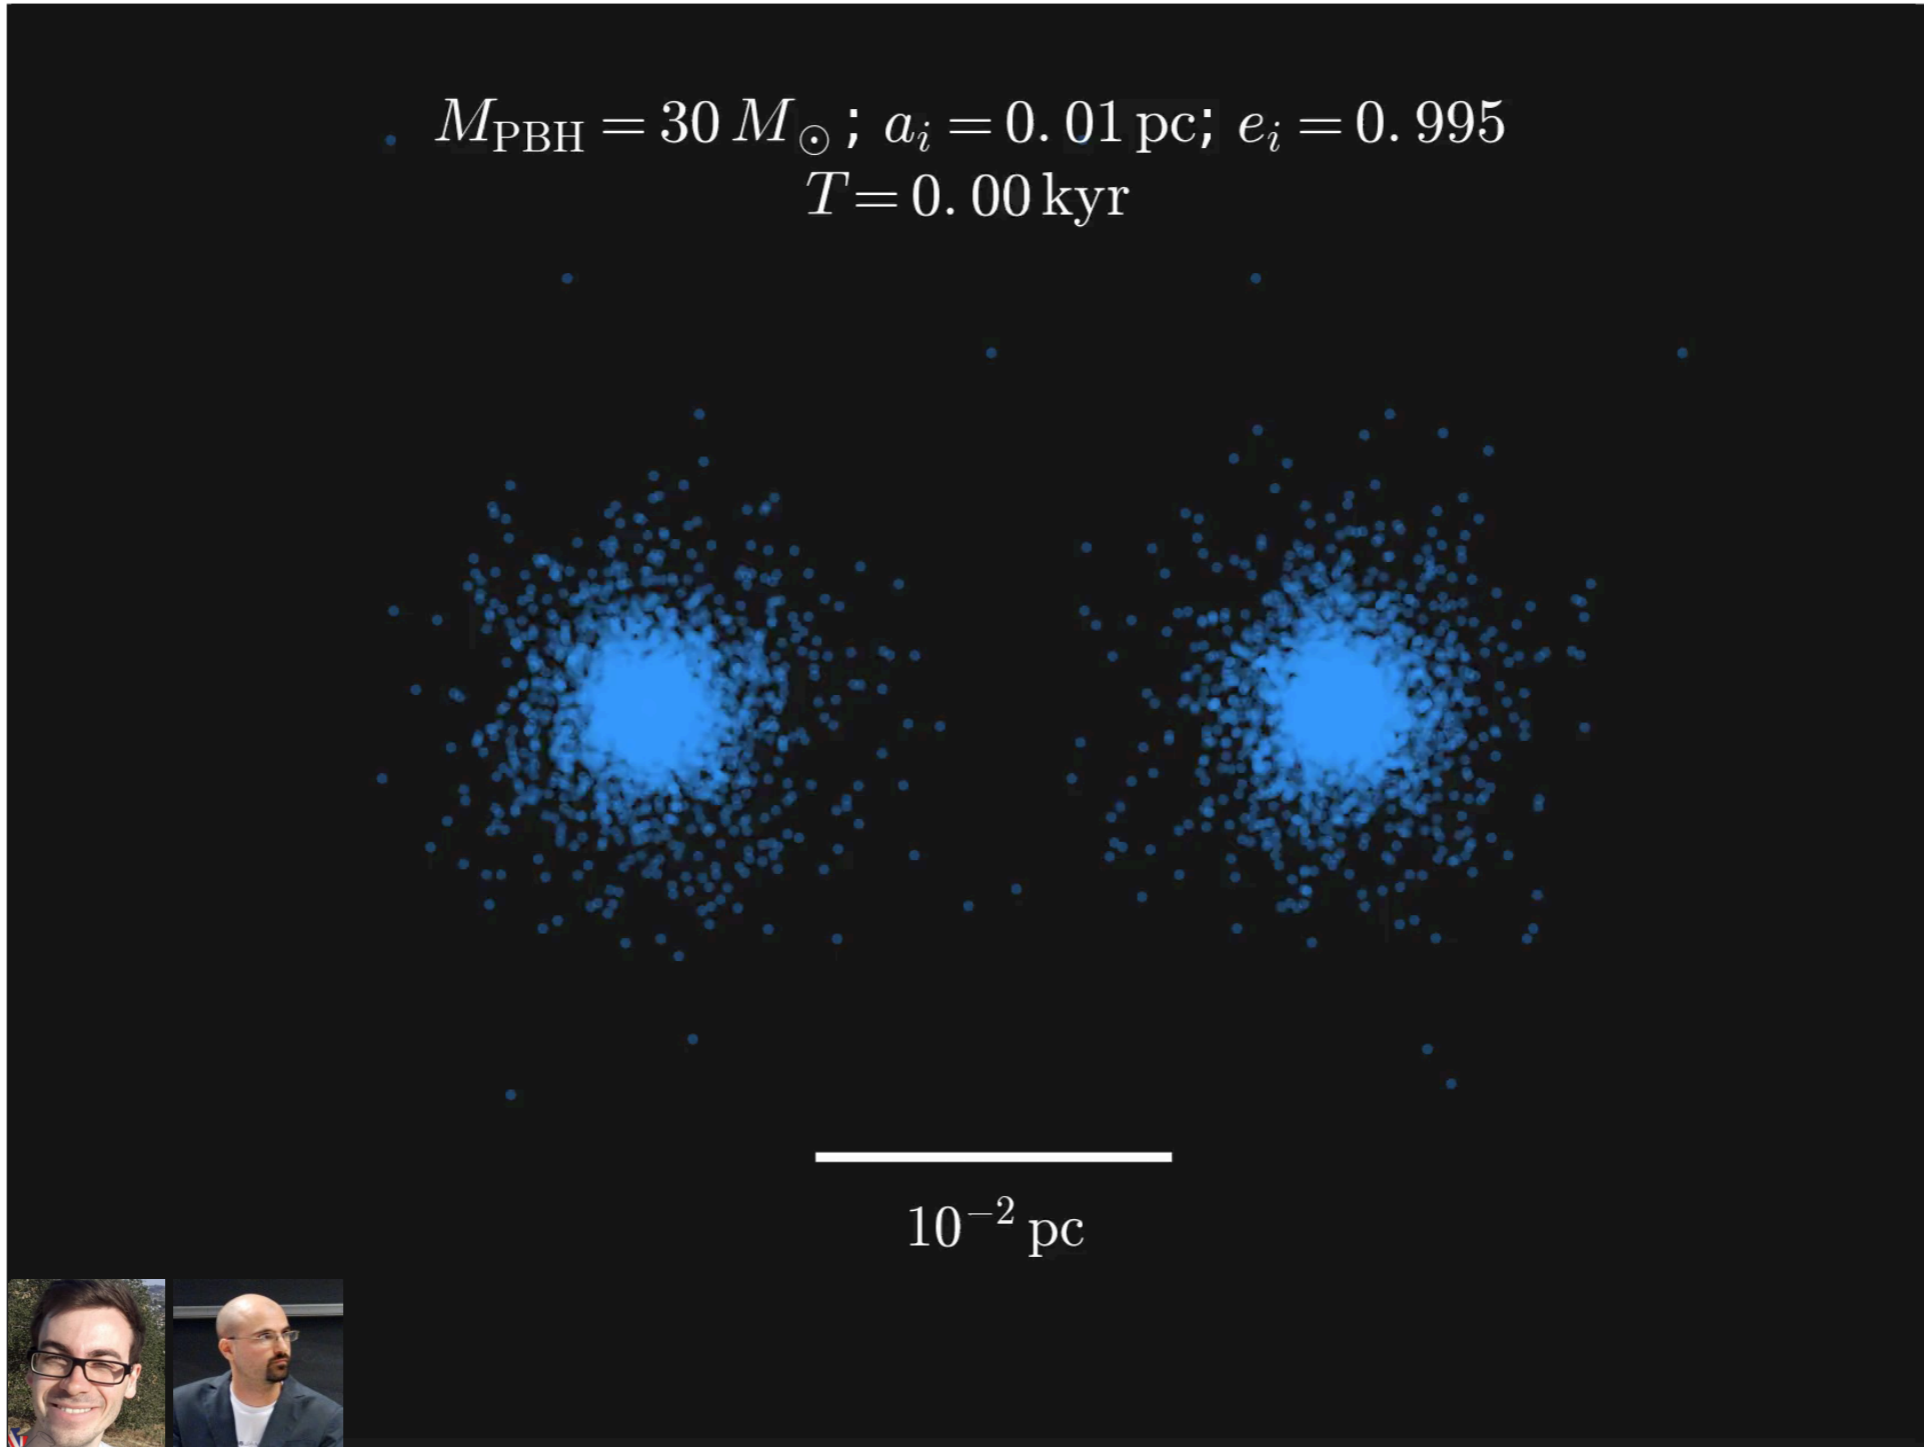 M_PBH = 30 M_⊙ ; a_i = 0.01 pc; e_i = 0.995
T = 0.00 kyr
10^−2 pc